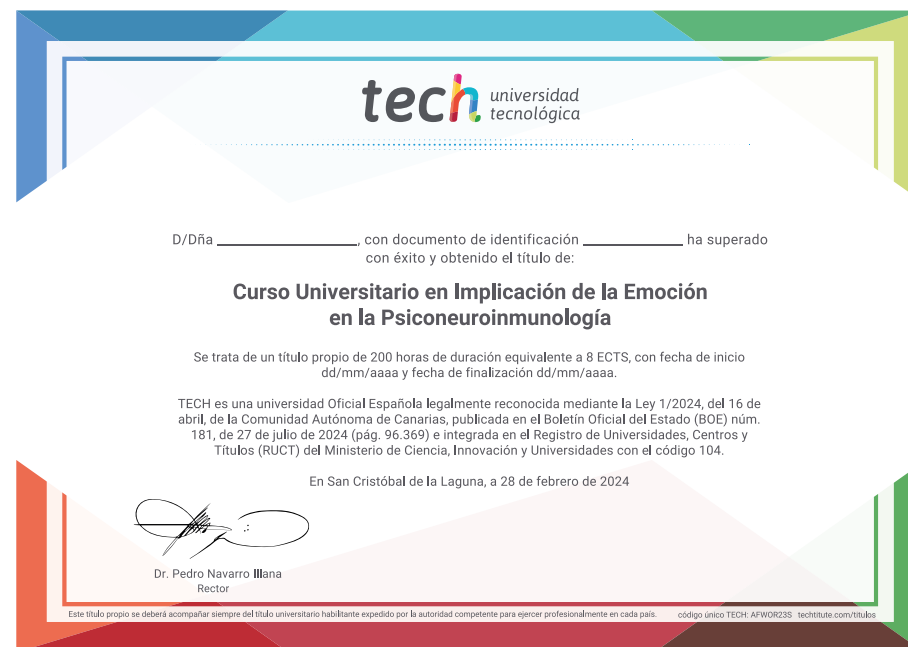 tech universidad
tecnológica
D/Dña ____________________, con documento de identificación ______________ ha superado
con éxito y obtenido el título de:
Curso Universitario en Implicación de la Emoción
en la Psiconeuroinmunología
Se trata de un título propio de 200 horas de duración equivalente a 8 ECTS, con fecha de inicio
dd/mm/aaaa y fecha de finalización dd/mm/aaaa.
TECH es una universidad Oficial Española legalmente reconocida mediante la Ley 1/2024, del 16 de
abril, de la Comunidad Autónoma de Canarias, publicada en el Boletín Oficial del Estado (BOE) núm.
181, de 27 de julio de 2024 (pág. 96.369) e integrada en el Registro de Universidades, Centros y
Títulos (RUCT) del Ministerio de Ciencia, Innovación y Universidades con el código 104.
En San Cristóbal de la Laguna, a 28 de febrero de 2024
Dr. Pedro Navarro Illana
Rector
Este título propio se deberá acompañar siempre del título universitario habilitante expedido por la autoridad competente para ejercer profesionalmente en cada país. código único TECH: AFWOR23S techtitute.com/titulos